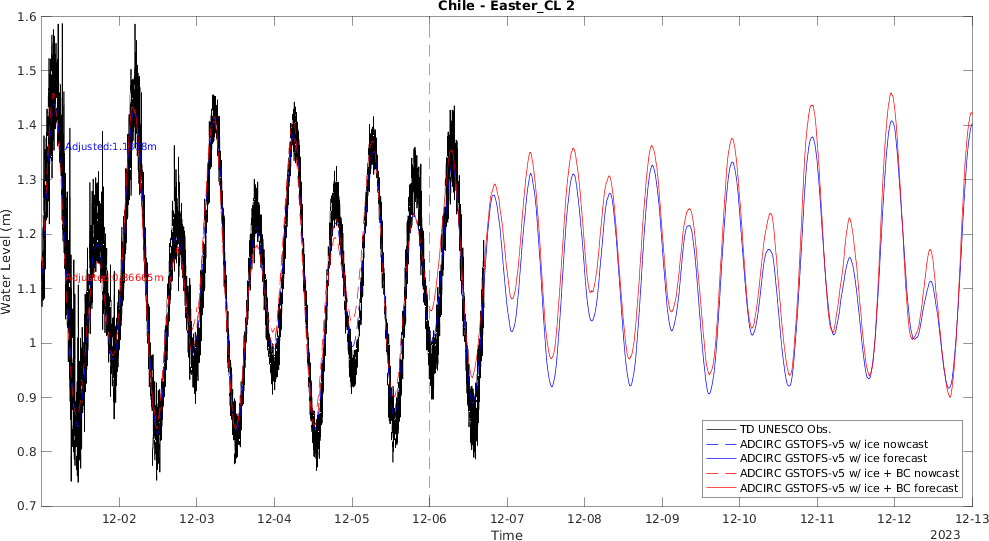 Chile - Easter_CL 2
1.6
1.5
1.4
1.3
1.2
1.1
1
0.9
0.8
0.7
Water Level (m)
12-02
12-03
12-04
12-05
12-06
12-07
12-08
12-09
12-10
12-11
12-12
12-13
Time
2023
TD UNESCO Obs.
ADCIRC GSTOFS-v5 w/ ice nowcast
ADCIRC GSTOFS-v5 w/ ice forecast
ADCIRC GSTOFS-v5 w/ ice + BC nowcast
ADCIRC GSTOFS-v5 w/ ice + BC forecast